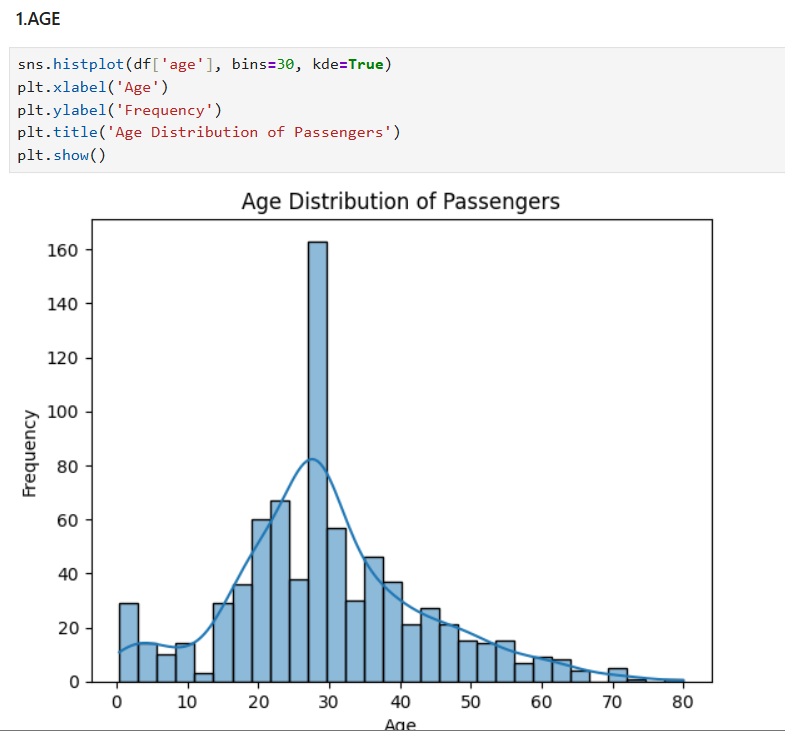 1.AGE
sns.histplot(df['age'], bins=30, kde=True)
plt.xlabel('Age')
plt.ylabel('Frequency')
plt.title('Age Distribution of Passengers')
plt.show()
Age Distribution of Passengers
160
140
120
100
80
60
40
20
0
Frequency
0 10 20 30 40 50 60 70 80
Age